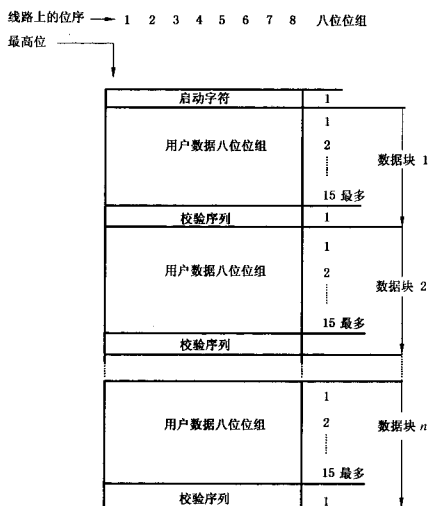 线路上的位序 1 2 3 4 5 6 7 8 八位位组
最高位
启动字符 1
1
用户数据八位位组 2
数据块 1
15 最多
校验序列 1
1
用户数据八位位组 2
数据块 2
15 最多
校验序列
1
用户数据八位位组 2
数据块 n
15 最多
校验序列 1